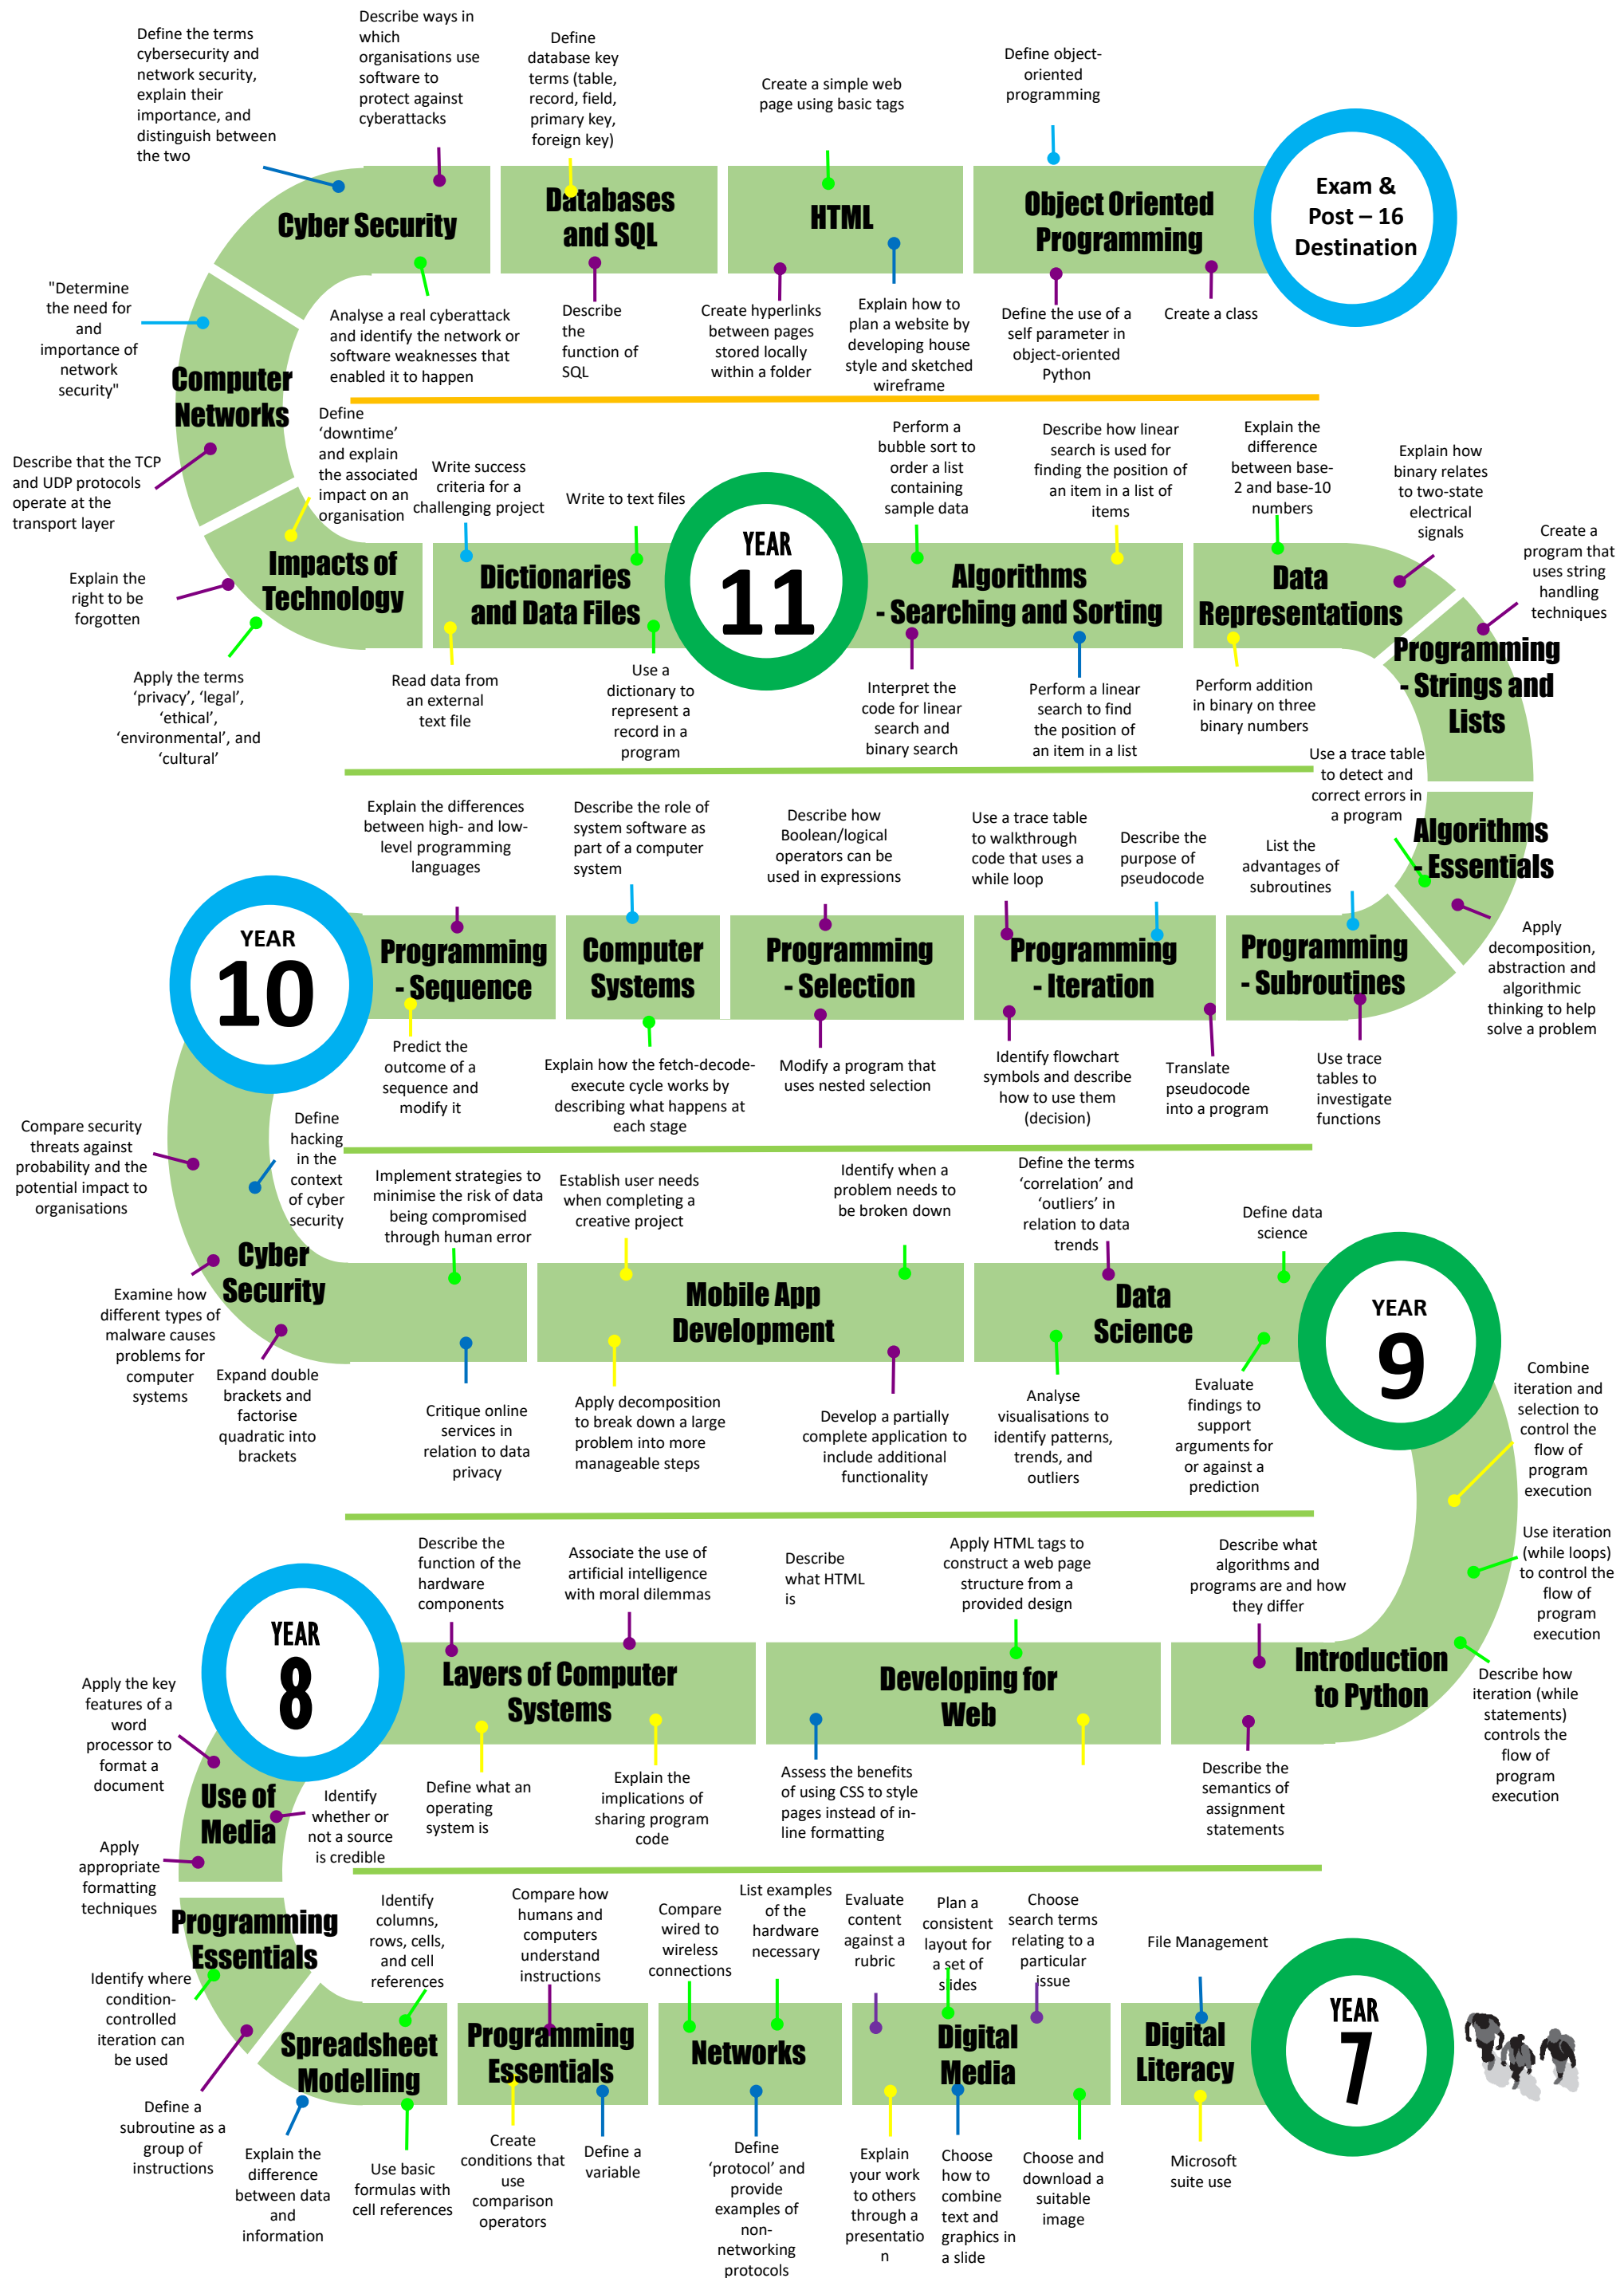 Define the terms
cybersecurity and
network security,
explain their
importance, and
distinguish between
the two
Describe ways in
which
organisations use
software to
protect against
cyberattacks
Define
database key
terms (table,
record, field,
primary key,
foreign key)
Create a simple web
page using basic tags
Define object-
oriented
programming
Cyber Security
Databases
and SQL
HTML
Object Oriented
Programming
Exam &
Post – 16
Destination
"Determine
the need for
and
importance of
network
security"
Analyse a real cyberattack
and identify the network or
software weaknesses that
enabled it to happen
Describe
the
function of
SQL
Create hyperlinks
between pages
stored locally
within a folder
Explain how to
plan a website by
developing house
style and sketched
wireframe
Define the use of a
self parameter in
object-oriented
Python
Create a class
Computer
Networks
Describe that the TCP
and UDP protocols
operate at the
transport layer
Define
‘downtime’
and explain
the associated
impact on an
organisation
Write success
criteria for a
challenging project
Write to text files
YEAR
11
Perform a
bubble sort to
order a list
containing
sample data
Describe how linear
search is used for
finding the position of
an item in a list of
items
Explain the
difference
between base-
2 and base-10
numbers
Explain how
binary relates
to two-state
electrical
signals
Create a
program that
uses string
handling
techniques
Explain the
right to be
forgotten
Impacts of
Technology
Dictionaries
and Data Files
Algorithms
- Searching and Sorting
Data
Representations
Programming
- Strings and
Lists
Apply the terms
‘privacy’, ‘legal’,
‘ethical’,
‘environmental’, and
‘cultural’
Read data from
an external
text file
Use a
dictionary to
represent a
record in a
program
Interpret the
code for linear
search and
binary search
Perform a linear
search to find
the position of
an item in a list
Perform addition
in binary on three
binary numbers
Use a trace table
to detect and
correct errors in
a program
Algorithms
- Essentials
Explain the differences
between high- and low-
level programming
languages
Describe the role of
system software as
part of a computer
system
Describe how
Boolean/logical
operators can be
used in expressions
Use a trace table
to walkthrough
code that uses a
while loop
Describe the
purpose of
pseudocode
List the
advantages of
subroutines
Apply
decomposition,
abstraction and
algorithmic
thinking to help
solve a problem
YEAR
10
Programming
- Sequence
Computer
Systems
Programming
- Selection
Programming
- Iteration
Programming
- Subroutines
Predict the
outcome of a
sequence and
modify it
Explain how the fetch-decode-
execute cycle works by
describing what happens at
each stage
Modify a program that
uses nested selection
Identify flowchart
symbols and describe
how to use them
(decision)
Translate
pseudocode
into a program
Use trace
tables to
investigate
functions
Compare security
threats against
probability and the
potential impact to
organisations
Define
hacking
in the
context
of cyber
security
Implement strategies to
minimise the risk of data
being compromised
through human error
Establish user needs
when completing a
creative project
Identify when a
problem needs to
be broken down
Define the terms
‘correlation’ and
‘outliers’ in
relation to data
trends
Define data
science
Cyber
Security
Mobile App
Development
Data
Science
YEAR
9
Examine how
different types of
malware causes
problems for
computer
systems
Expand double
brackets and
factorise
quadratic into
brackets
Critique online
services in
relation to data
privacy
Apply decomposition
to break down a large
problem into more
manageable steps
Develop a partially
complete application to
include additional
functionality
Analyse
visualisations to
identify patterns,
trends, and
outliers
Evaluate
findings to
support
arguments for
or against a
prediction
Combine
iteration and
selection to
control the
flow of
program
execution
Use iteration
(while loops)
to control the
flow of
program
execution
Describe the
function of the
hardware
components
Associate the use of
artificial intelligence
with moral dilemmas
Describe
what HTML
is
Apply HTML tags to
construct a web page
structure from a
provided design
Describe what
algorithms and
programs are and how
they differ
YEAR
8
Layers of Computer
Systems
Developing for
Web
Introduction
to Python
Describe how
iteration (while
statements)
controls the
flow of
program
execution
Apply the key
features of a
word
processor to
format a
document
Use of
Media
Identify
whether or
not a source
is credible
Define what an
operating
system is
Explain the
implications of
sharing program
code
Assess the benefits
of using CSS to style
pages instead of in-
line formatting
Describe the
semantics of
assignment
statements
Apply
appropriate
formatting
techniques
Programming
Essentials
Identify
columns,
rows, cells,
and cell
references
Compare how
humans and
computers
understand
instructions
Compare
wired to
wireless
connections
List examples
of the
hardware
necessary
Evaluate
content
against a
rubric
Plan a
consistent
layout for
a set of
slides
Choose
search terms
relating to a
particular
issue
File Management
Identify where
condition-
controlled
iteration can
be used
Spreadsheet
Modelling
Programming
Essentials
Networks
Digital
Media
Digital
Literacy
YEAR
7
Define a
subroutine as a
group of
instructions
Explain the
difference
between data
and
information
Use basic
formulas with
cell references
Create
conditions that
use
comparison
operators
Define a
variable
Define
‘protocol’ and
provide
examples of
non-
networking
protocols
Explain
your work
to others
through a
presentatio
n
Choose
how to
combine
text and
graphics in
a slide
Choose and
download a
suitable
image
Microsoft
suite use